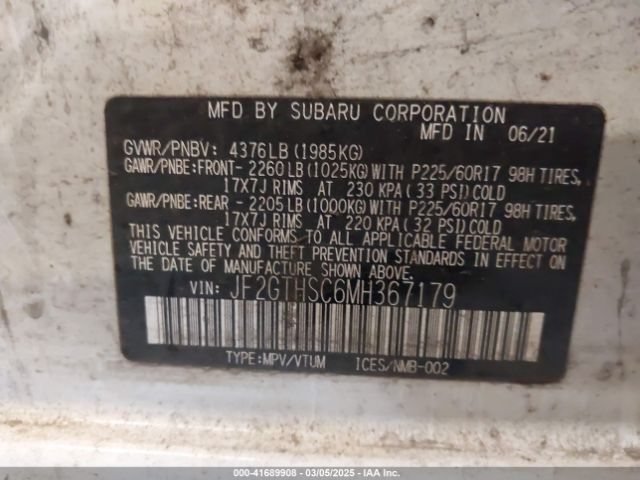 MFD BY SUBARU CORPORATION
MFD IN 06/21
GVWR/PNBV: 4376LB(1985KG)
GAWR/PNBE:FRONT- 2260LB(1025KG)WITH P225/60R17 98H TIRES,
17X7J RIMS AT 230 KPA(33 PSI)COLD
GAWR/PNBE:REAR - 2205LB(1000KG)WITH P225/60R17 98H TIRES,
17X7J RIMS AT 220 KPA(32 PSI)COLD
THIS VEHICLE CONFORMS TO ALL APPLICABLE FEDERAL MOTOR
VEHICLE SAFETY AND THEFT PREVENTION STANDARDS IN EFFECT ON
THE DATE OF MANUFACTURE SHOWN ABOVE.
VIN: JF2GTHSC6MH367179
TYPE:MPV/VTUM ICES/NMB-002
000-41689908 - 03/05/2025 - IAA Inc.